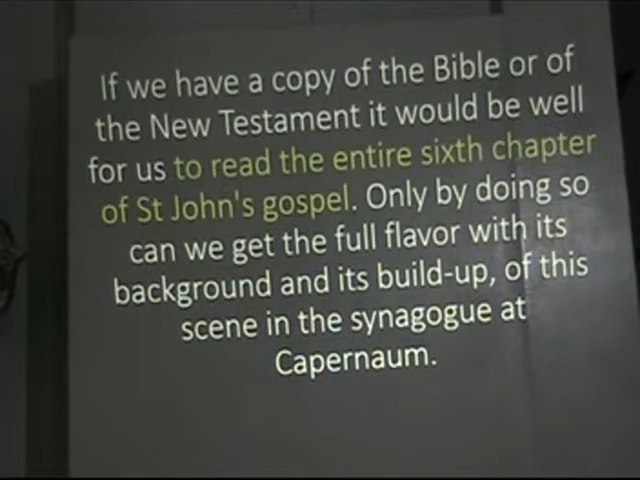 If we have a copy of the Bible or of
the New Testament it would be well
for us to read the entire sixth chapter
of St John's gospel. Only by doing so
can we get the full flavor with its
background and its build-up, of this
scene in the synagogue at
Capernaum.